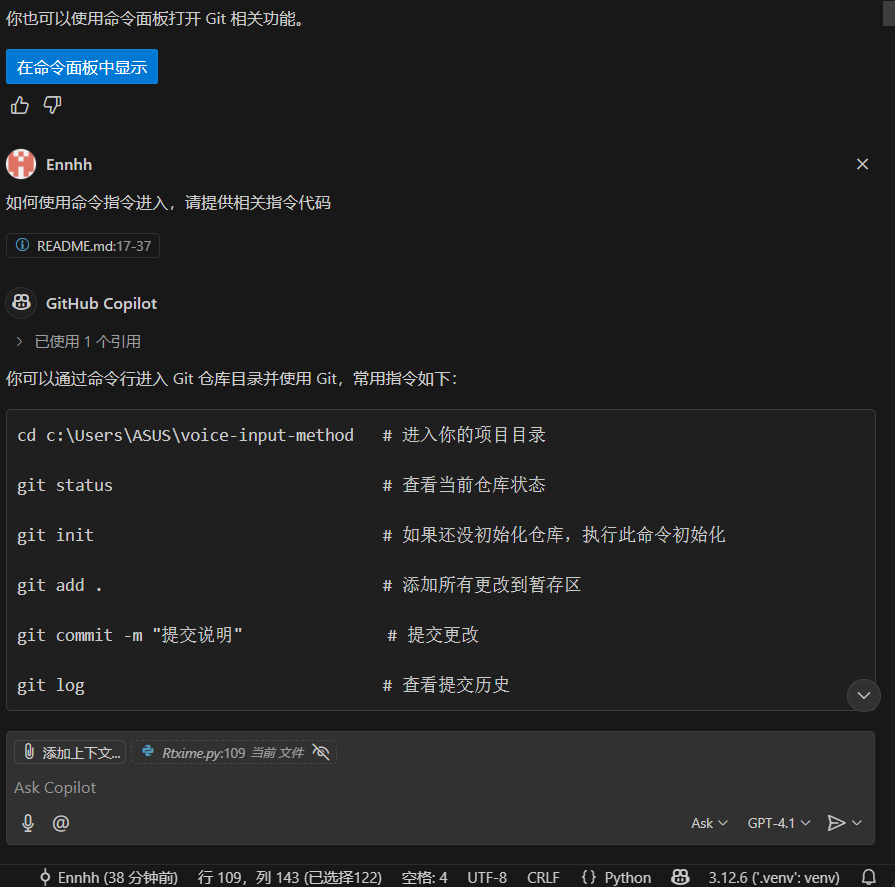 你也可以使用命令面板打开 Git 相关功能。
在命令面板中显示
Ennhh
如何使用命令指令进入，请提供相关指令代码
README.md:17-37
GitHub Copilot
已使用 1 个引用
你可以通过命令行进入 Git 仓库目录并使用 Git，常用指令如下：
cd c:\Users\ASUS\voice-input-method   # 进入你的项目目录
git status                            # 查看当前仓库状态
git init                              # 如果还没初始化仓库，执行此命令初始化
git add .                             # 添加所有更改到暂存区
git commit -m "提交说明"               # 提交更改
git log                               # 查看提交历史
添加上下文... Rtxime.py:109 当前 文件
Ask Copilot
@ Ask GPT-4.1
Ennhh (38 分钟前) 行 109，列 143 (已选择122) 空格: 4 UTF-8 CRLF {} Python 3.12.6 ('.venv': venv)